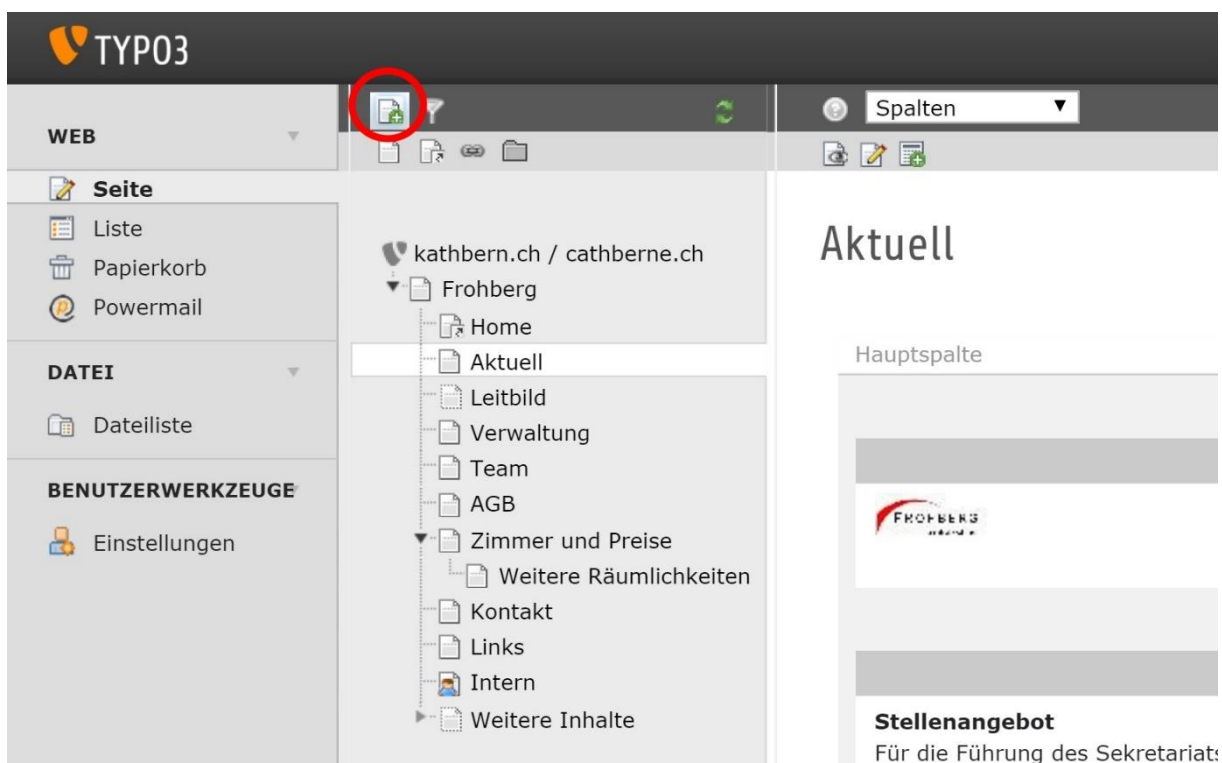 TYPO3
WEB
Seite
Liste
Papierkorb
Powermail
DATEI
Dateiliste
BENUTZERWERKZEUGE
Einstellungen
kathbern.ch / cathberne.ch
Frohberg
Home
Aktuell
Leitbild
Verwaltung
Team
AGB
Zimmer und Preise
Weitere Räumlichkeiten
Kontakt
Links
Intern
Weitere Inhalte
Spalten
Aktuell
Hauptspalte
FROHBERG
Stellenangebot
Für die Führung des Sekretariats